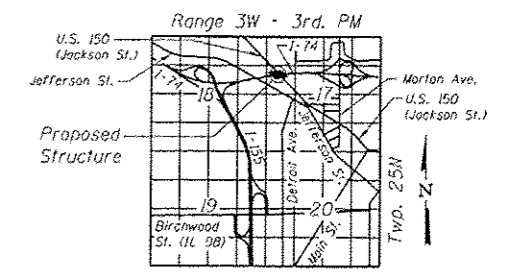 Range 3W - 3rd. PM
U.S. 150
(Jackson St.)
I-74
Jefferson St.
I-74
18
17
Morton Ave.
U.S. 150
(Jackson St.)
Proposed
Structure
I-155
Detroit Ave.
Jefferson St.
Twp. 25N
N
19
20
Birchwood
St. (IL 98)
Main St.